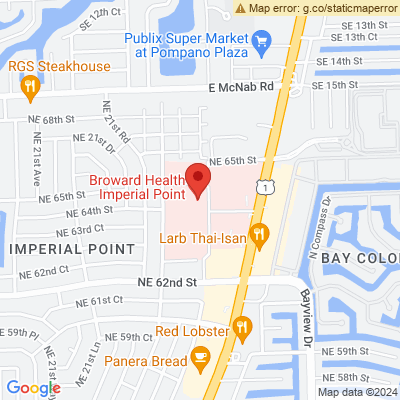 Map error: g.co/staticmaperror
SE 12th Ct
SE 13th St
SE 13th St
SE 14th St
SE 15th St
Publix Super Market
at Pompano Plaza
RGS Steakhouse
E McNab Rd
NE 68th St
NE 21st Rd
NE 21st Dr
NE 21st Ave
NE 65th St
Broward Health
Imperial Point
1
NE 65th St
NE 64th St
NE 63rd Ct
N Compass Dr
Larb Thai-Isan
IMPERIAL POINT
BAY COLO
NE 62nd Ct
NE 62nd St
NE 61st Ct
Bayview Dr
Red Lobster
NE 59th Pl
NE 21st Ln
NE 59th Ct
Panera Bread
NE 59th St
NE 58th St
Google
Map data ©2024